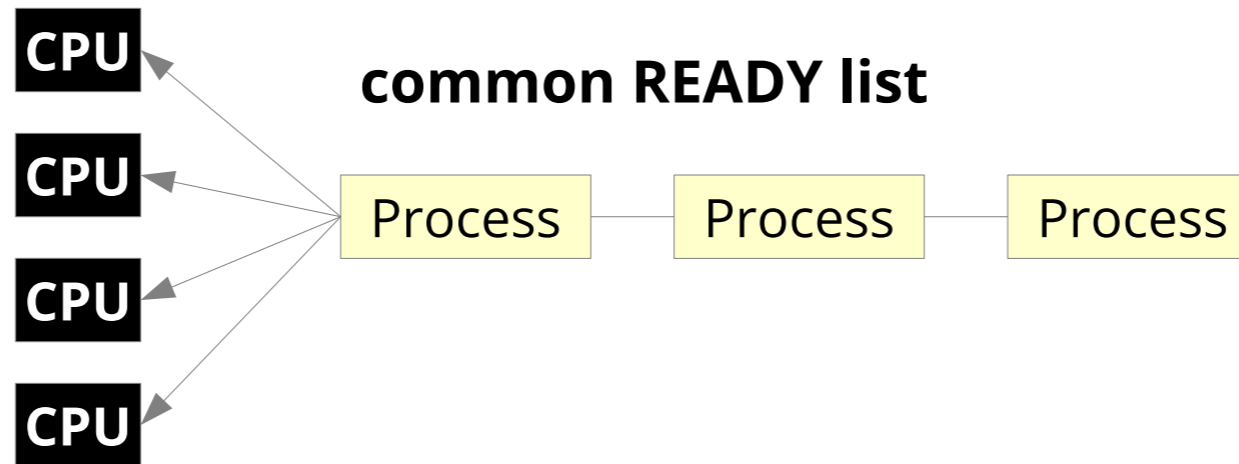 CPU
common READY list
CPU
Process Process Process
CPU
CPU